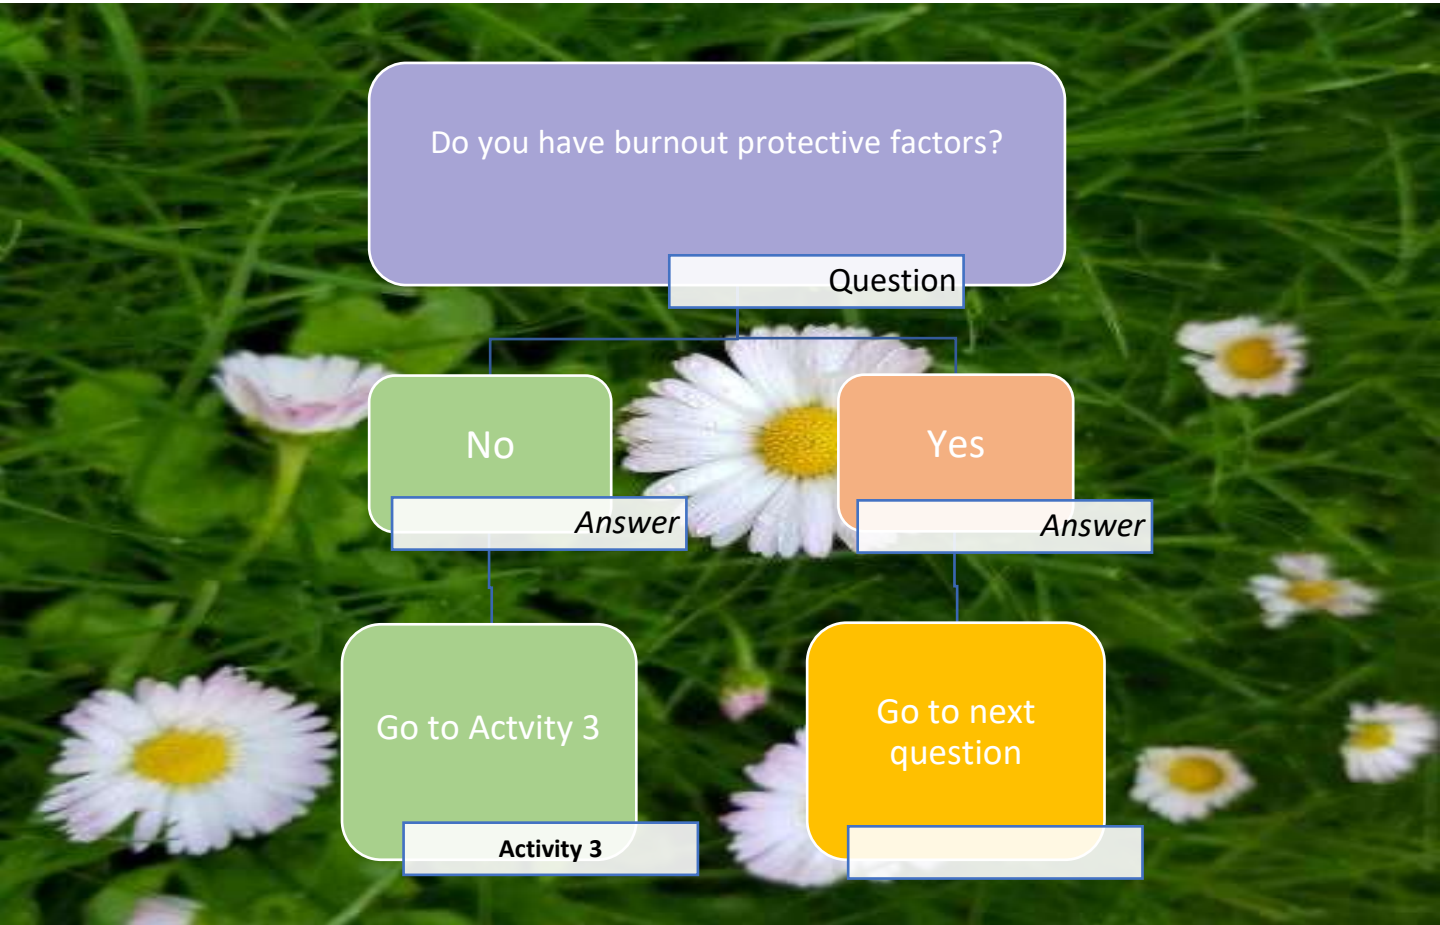 Do you have burnout protective factors?
Question
No
Answer
Yes
Answer
Go to Actvity 3
Activity 3
Go to next
question